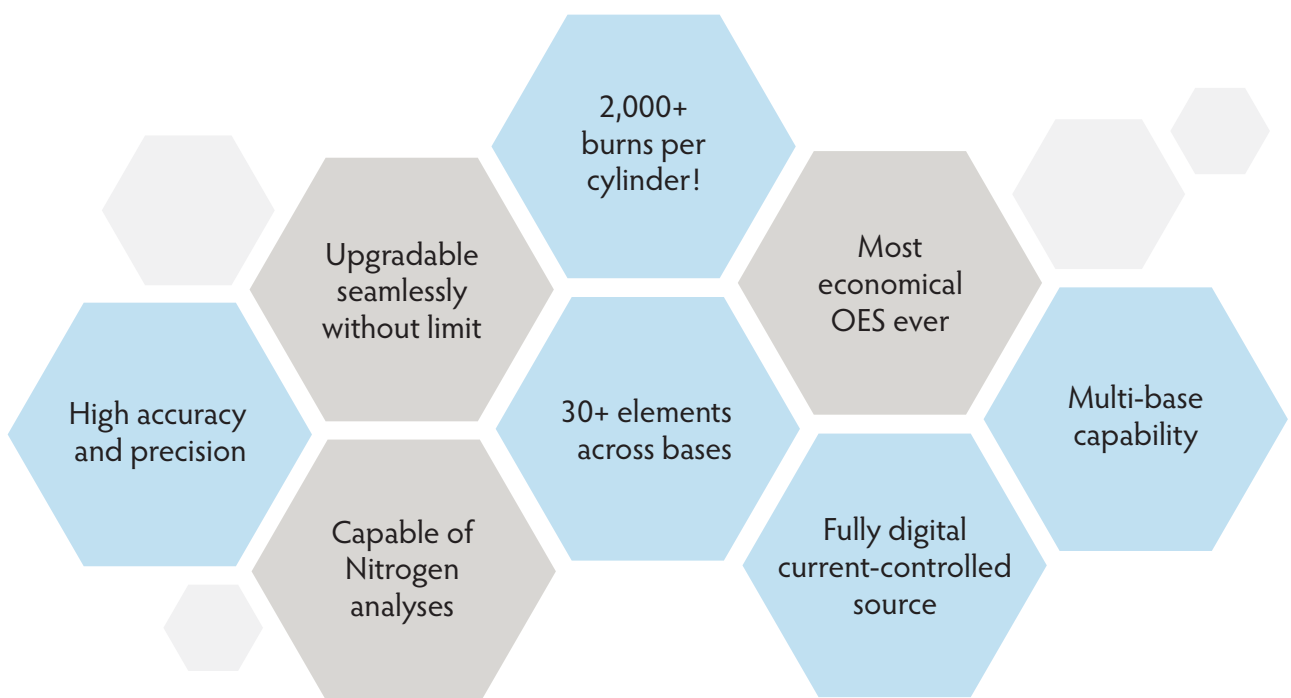 2,000+
burns per
cylinder!
Upgradable
seamlessly
without limit
Most
economical
OES ever
High accuracy
and precision
30+ elements
across bases
Multi-base
capability
Capable of
Nitrogen
analyses
Fully digital
current-controlled
source